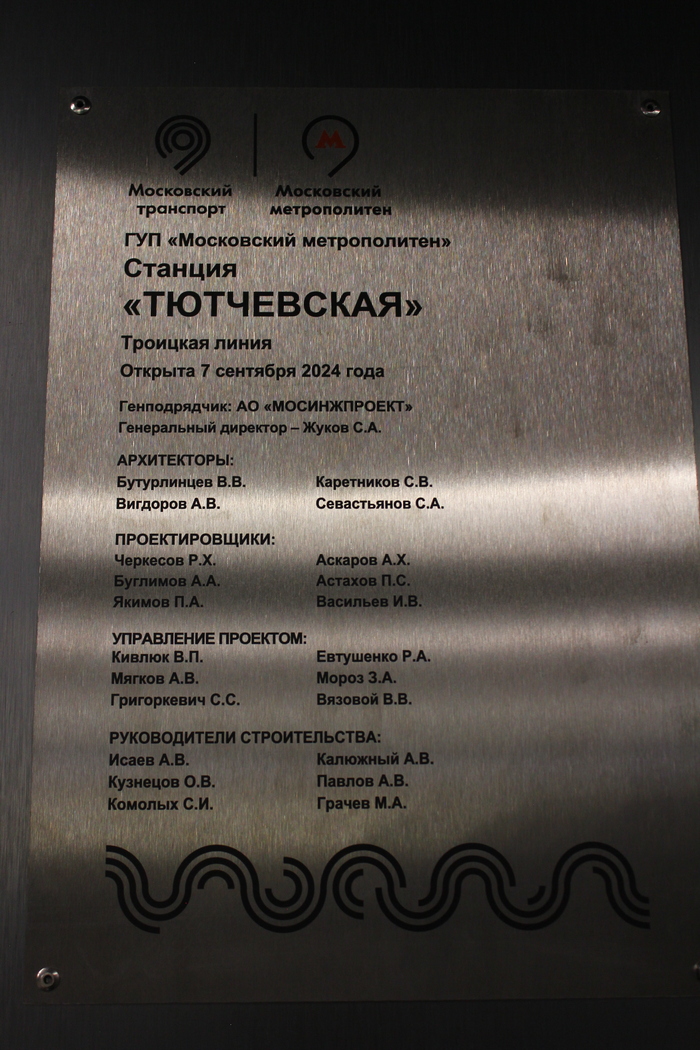 Московский транспорт
Московский метрополитен
ГУП «Московский метрополитен»
Станция
«ТЮТЧЕВСКАЯ»
Троицкая линия
Открыта 7 сентября 2024 года
Генподрядчик: АО «МОСИНЖПРОЕКТ»
Генеральный директор – Жуков С.А.
АРХИТЕКТОРЫ:
Бутурлинцев В.В. Каретников С.В.
Вигдоров А.В. Севастьянов С.А.
ПРОЕКТИРОВЩИКИ:
Черкесов Р.Х. Аскаров А.Х.
Буглимов А.А. Астахов П.С.
Якимов П.А. Васильев И.В.
УПРАВЛЕНИЕ ПРОЕКТОМ:
Кивлюк В.П. Евтушенко Р.А.
Мягков А.В. Мороз З.А.
Григоркевич С.С. Вязовой В.В.
РУКОВОДИТЕЛИ СТРОИТЕЛЬСТВА:
Исаев А.В. Калюжный А.В.
Кузнецов О.В. Павлов А.В.
Комолых С.И. Грачев М.А.